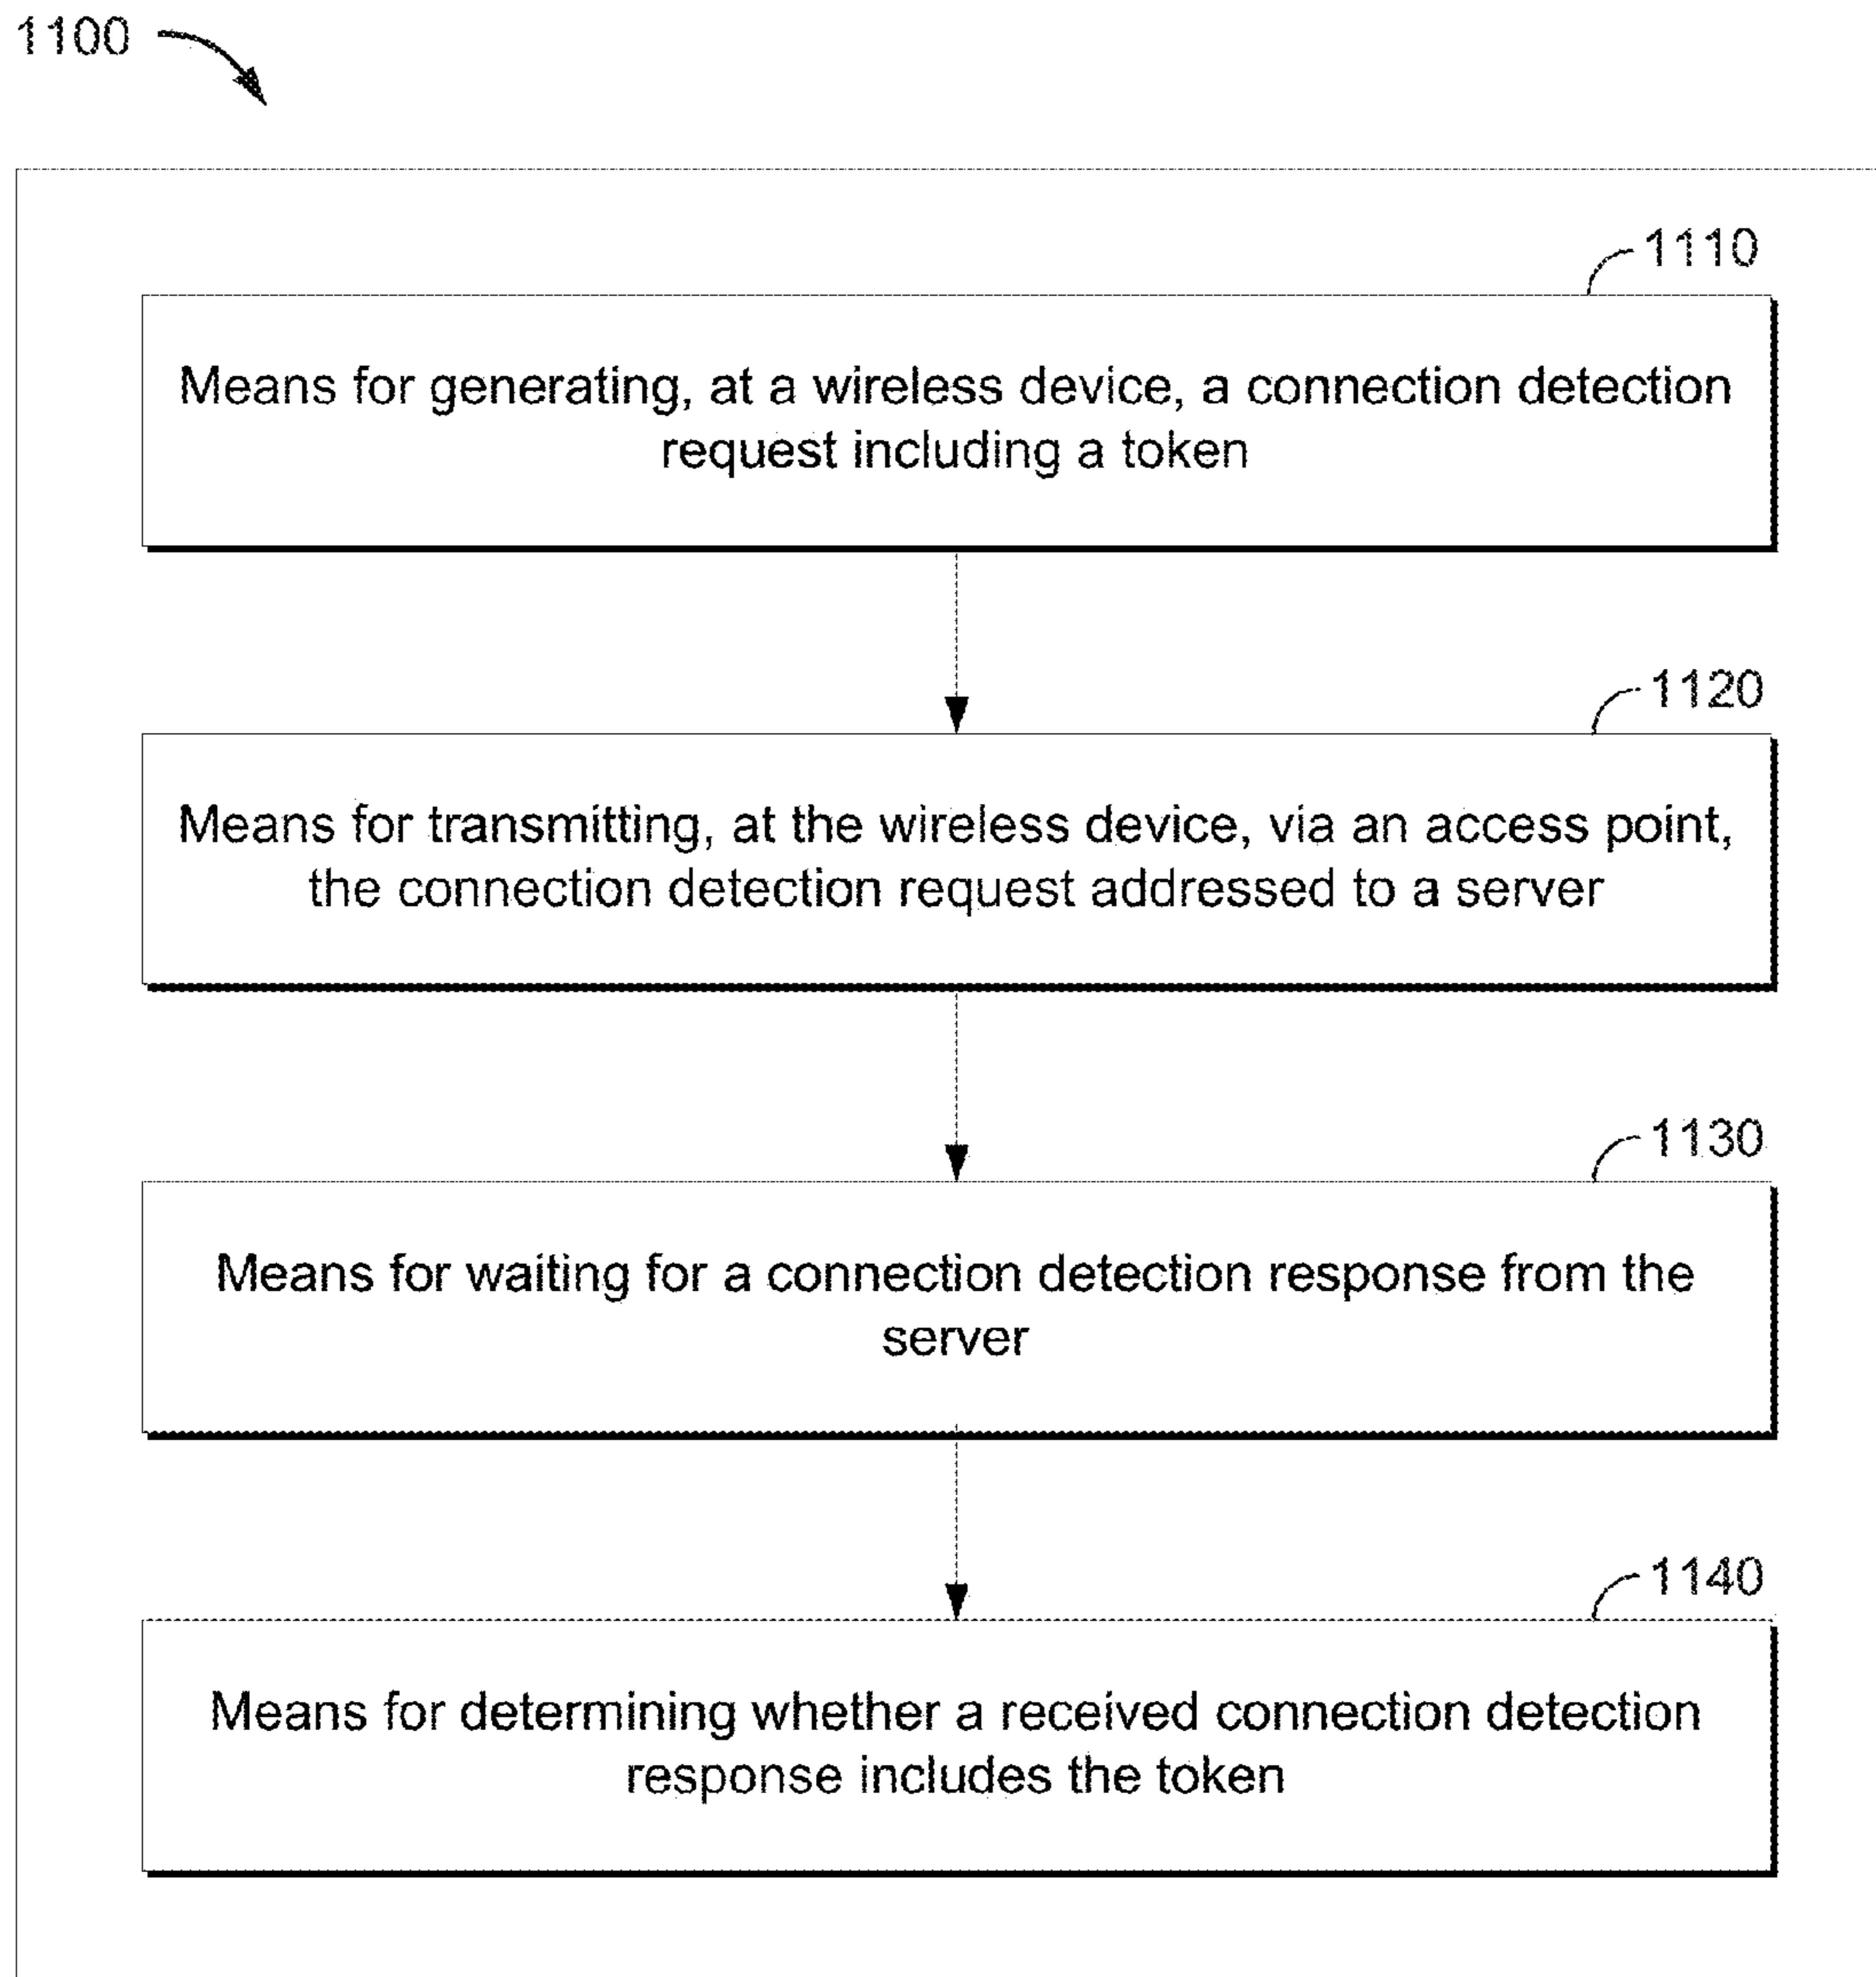 1100
1110
Means for generating, at a wireless device, a connection detection
request including a token
1120
Means for transmitting, at the wireless device, via an access point,
the connection detection request addressed to a server
1130
Means for waiting for a connection detection response from the
server
1140
Means for determining whether a received connection detection
response includes the token